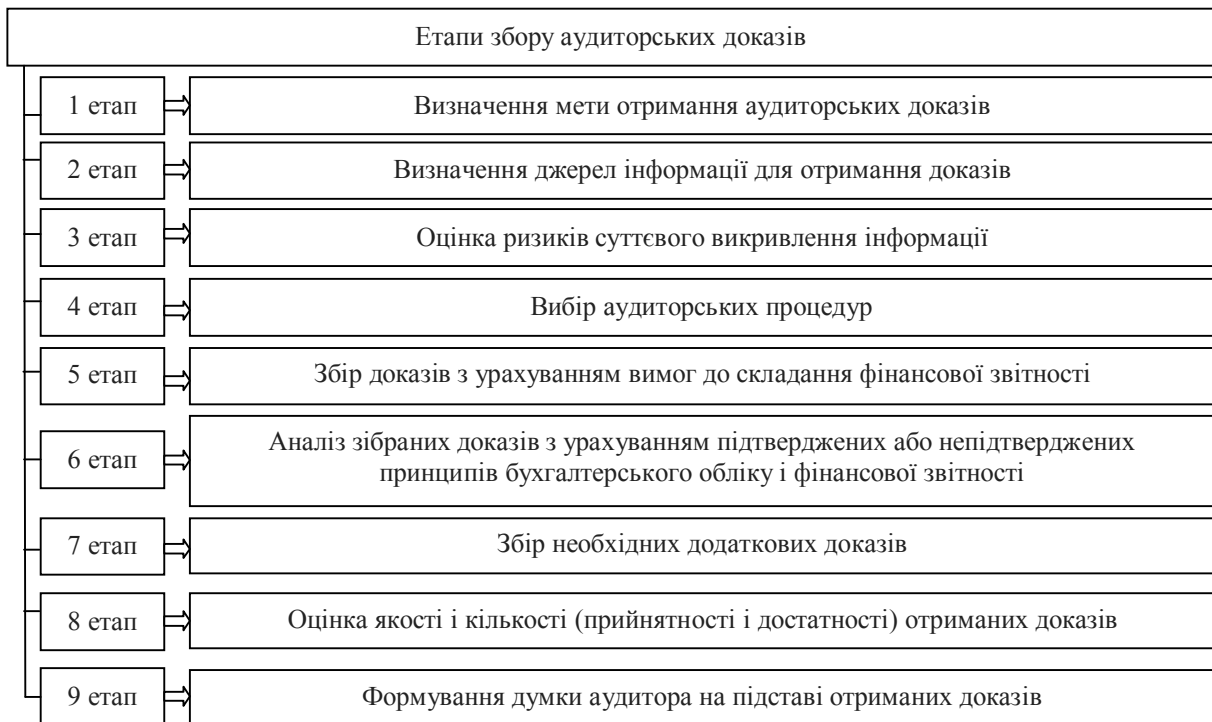 Етапи збору аудиторських доказів
1 етап
Визначення мети отримання аудиторських доказів
2 етап
Визначення джерел інформації для отримання доказів
3 етап
Оцінка ризиків суттєвого викривлення інформації
4 етап
Вибір аудиторських процедур
5 етап
Збір доказів з урахуванням вимог до складання фінансової звітності
6 етап
Аналіз зібраних доказів з урахуванням підтверджених або непідтверджених
принципів бухгалтерського обліку і фінансової звітності
7 етап
Збір необхідних додаткових доказів
8 етап
Оцінка якості і кількості (прийнятності і достатності) отриманих доказів
9 етап
Формування думки аудитора на підставі отриманих доказів